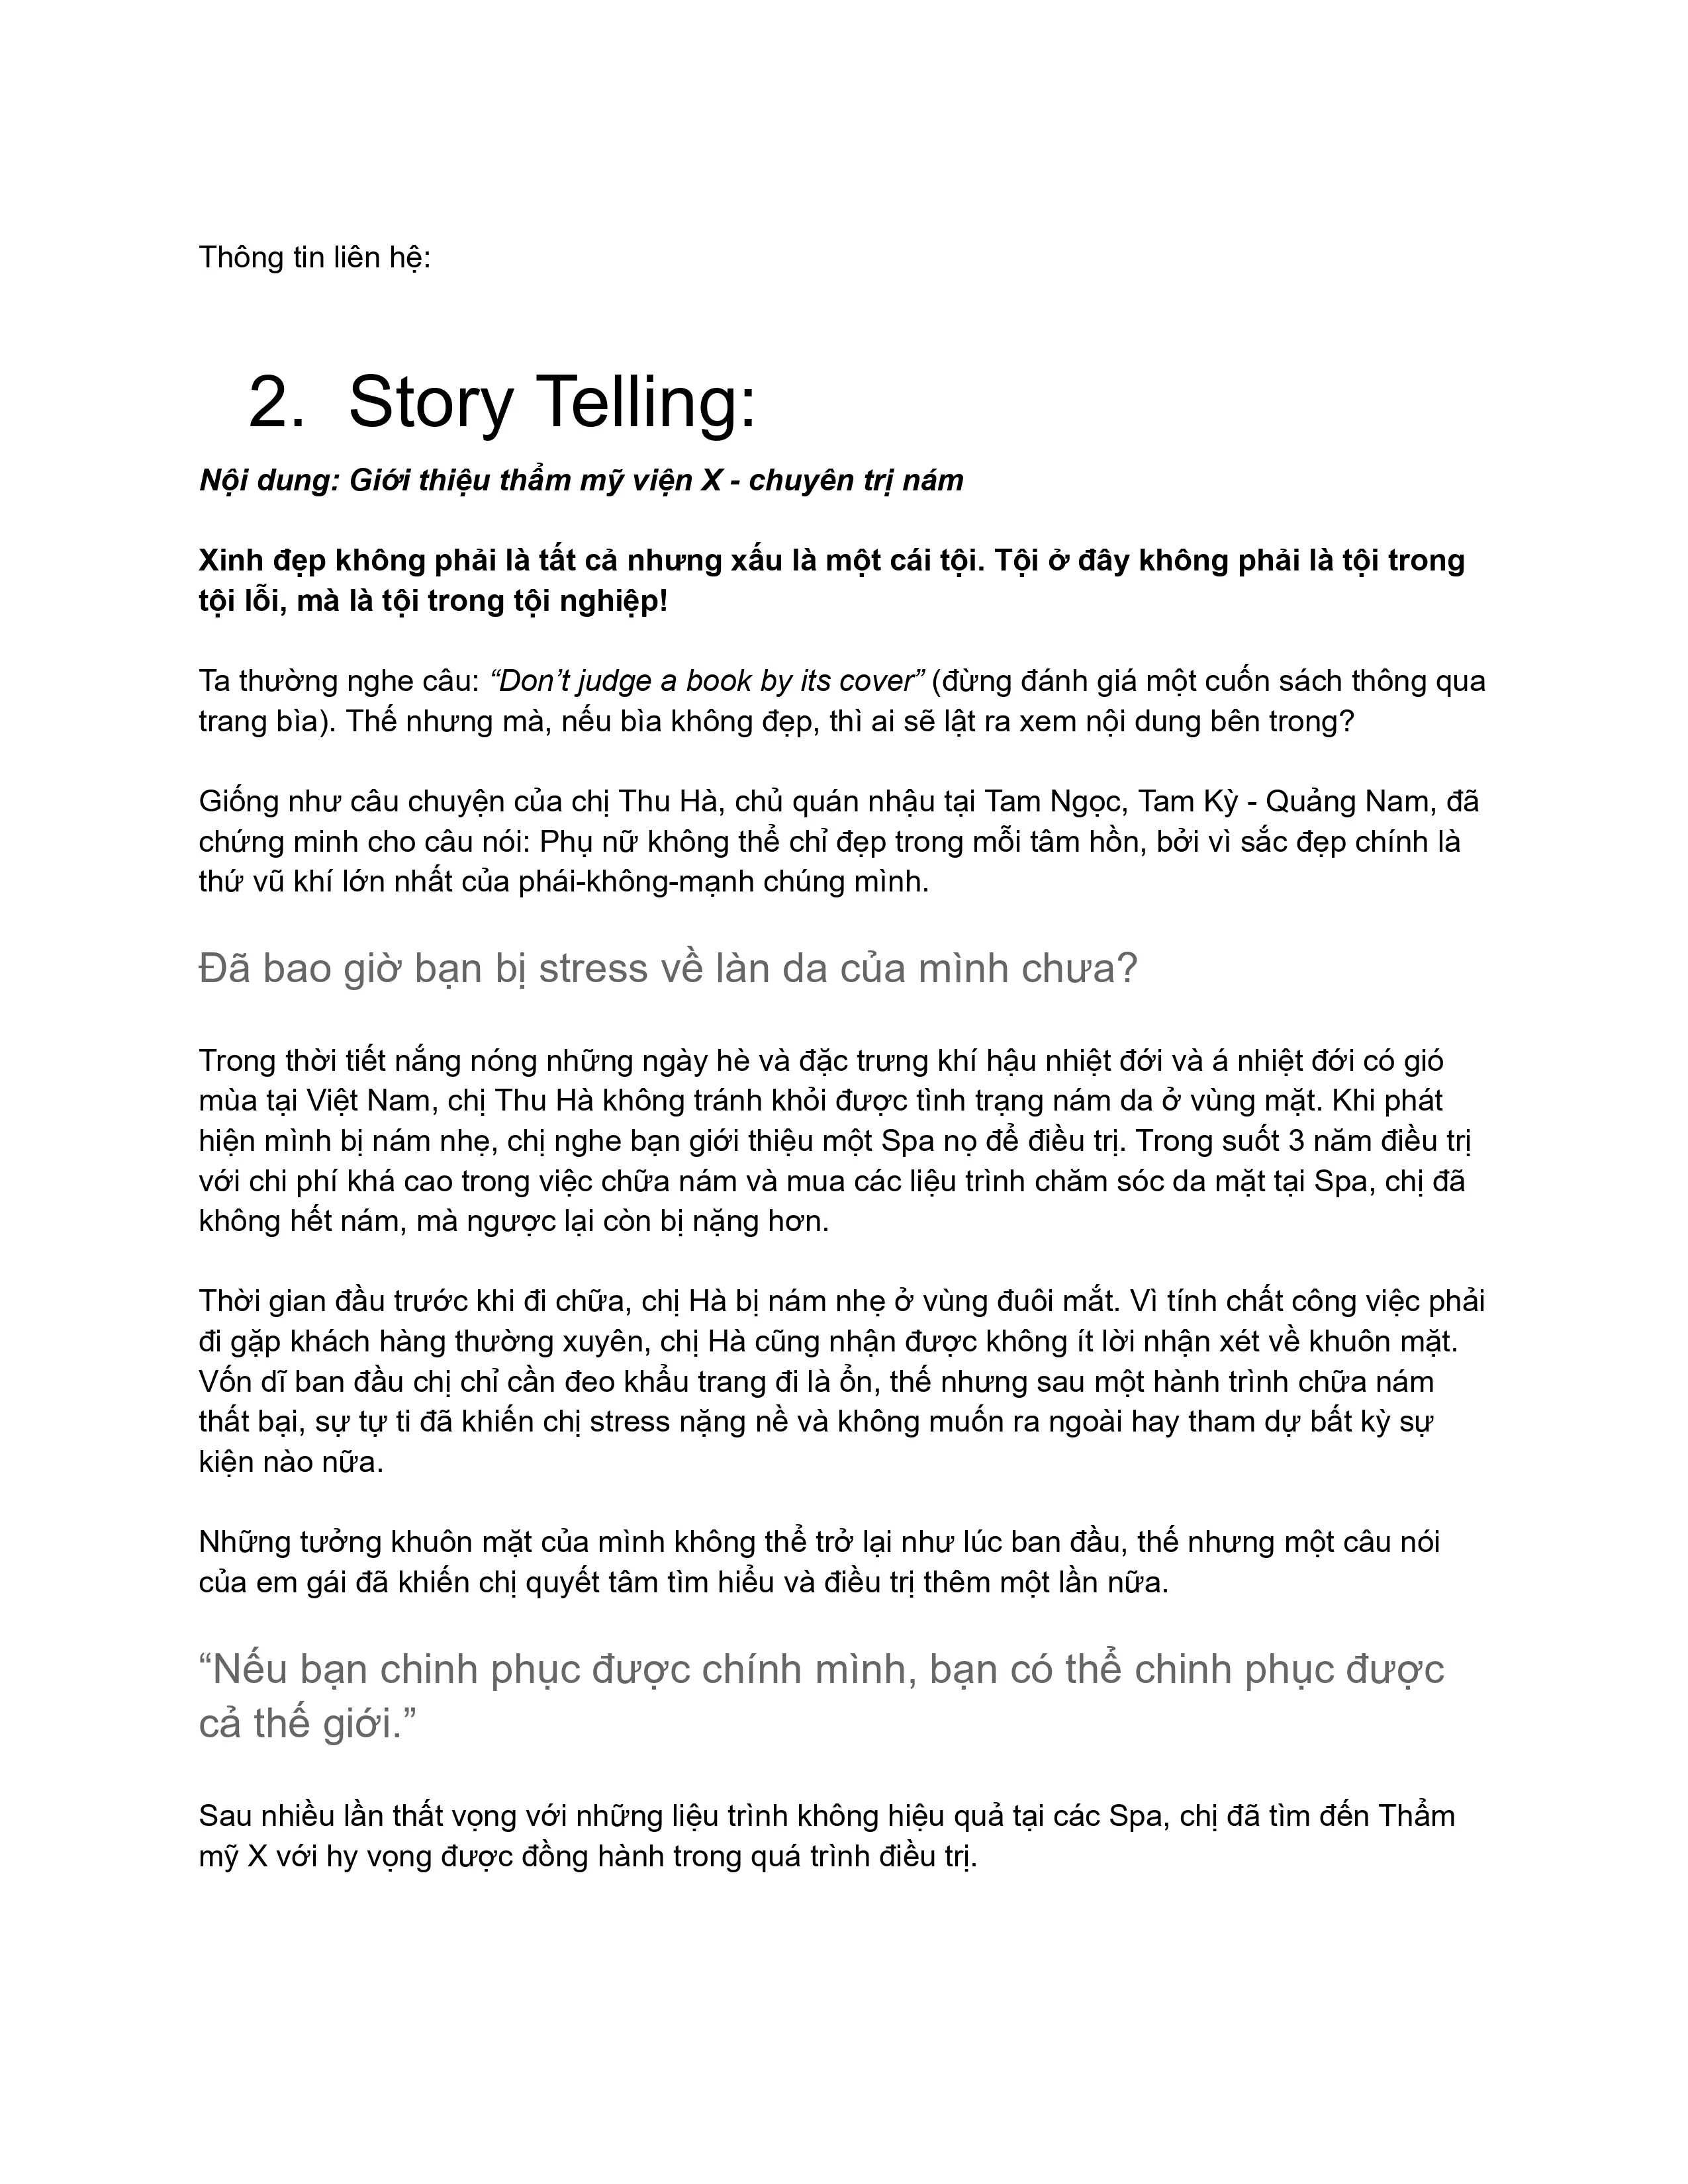 Thông tin liên hệ:
2. Story Telling:
Nội dung: Giới thiệu thẩm mỹ viện X - chuyên trị nám
Xinh đẹp không phải là tất cả nhưng xấu là một cái tội. Tội ở đây không phải là tội trong
tội lỗi, mà là tội trong tội nghiệp!
Ta thường nghe câu: “Don’t judge a book by its cover” (đừng đánh giá một cuốn sách thông qua
trang bìa). Thế nhưng mà, nếu bìa không đẹp, thì ai sẽ lật ra xem nội dung bên trong?
Giống như câu chuyện của chị Thu Hà, chủ quán nhậu tại Tam Ngọc, Tam Kỳ - Quảng Nam, đã
chứng minh cho câu nói: Phụ nữ không thể chỉ đẹp trong mỗi tâm hồn, bởi vì sắc đẹp chính là
thứ vũ khí lớn nhất của phái-không-mạnh chúng mình.
Đã bao giờ bạn bị stress về làn da của mình chưa?
Trong thời tiết nắng nóng những ngày hè và đặc trưng khí hậu nhiệt đới và á nhiệt đới có gió
mùa tại Việt Nam, chị Thu Hà không tránh khỏi được tình trạng nám da ở vùng mặt. Khi phát
hiện mình bị nám nhẹ, chị nghe bạn giới thiệu một Spa nọ để điều trị. Trong suốt 3 năm điều trị
với chi phí khá cao trong việc chữa nám và mua các liệu trình chăm sóc da mặt tại Spa, chị đã
không hết nám, mà ngược lại còn bị nặng hơn.
Thời gian đầu trước khi đi chữa, chị Hà bị nám nhẹ ở vùng đuôi mắt. Vì tính chất công việc phải
đi gặp khách hàng thường xuyên, chị Hà cũng nhận được không ít lời nhận xét về khuôn mặt.
Vốn dĩ ban đầu chị chỉ cần đeo khẩu trang đi là ổn, thế nhưng sau một hành trình chữa nám
thất bại, sự tự ti đã khiến chị stress nặng nề và không muốn ra ngoài hay tham dự bất kỳ sự
kiện nào nữa.
Những tưởng khuôn mặt của mình không thể trở lại như lúc ban đầu, thế nhưng một câu nói
của em gái đã khiến chị quyết tâm tìm hiểu và điều trị thêm một lần nữa.
“Nếu bạn chinh phục được chính mình, bạn có thể chinh phục được
cả thế giới.”
Sau nhiều lần thất vọng với những liệu trình không hiệu quả tại các Spa, chị đã tìm đến Thẩm
mỹ X với hy vọng được đồng hành trong quá trình điều trị.